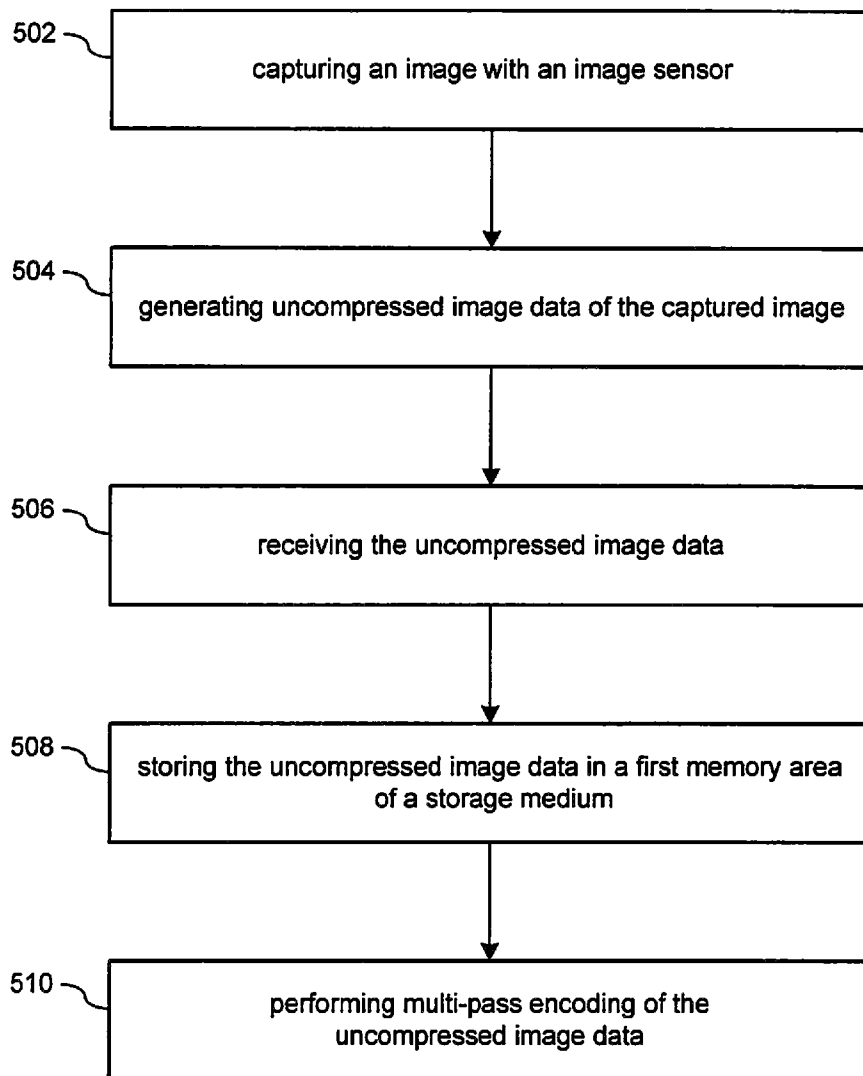 502
capturing an image with an image sensor
504
generating uncompressed image data of the captured image
506
receiving the uncompressed image data
508
storing the uncompressed image data in a first memory area
of a storage medium
510
performing multi-pass encoding of the
uncompressed image data